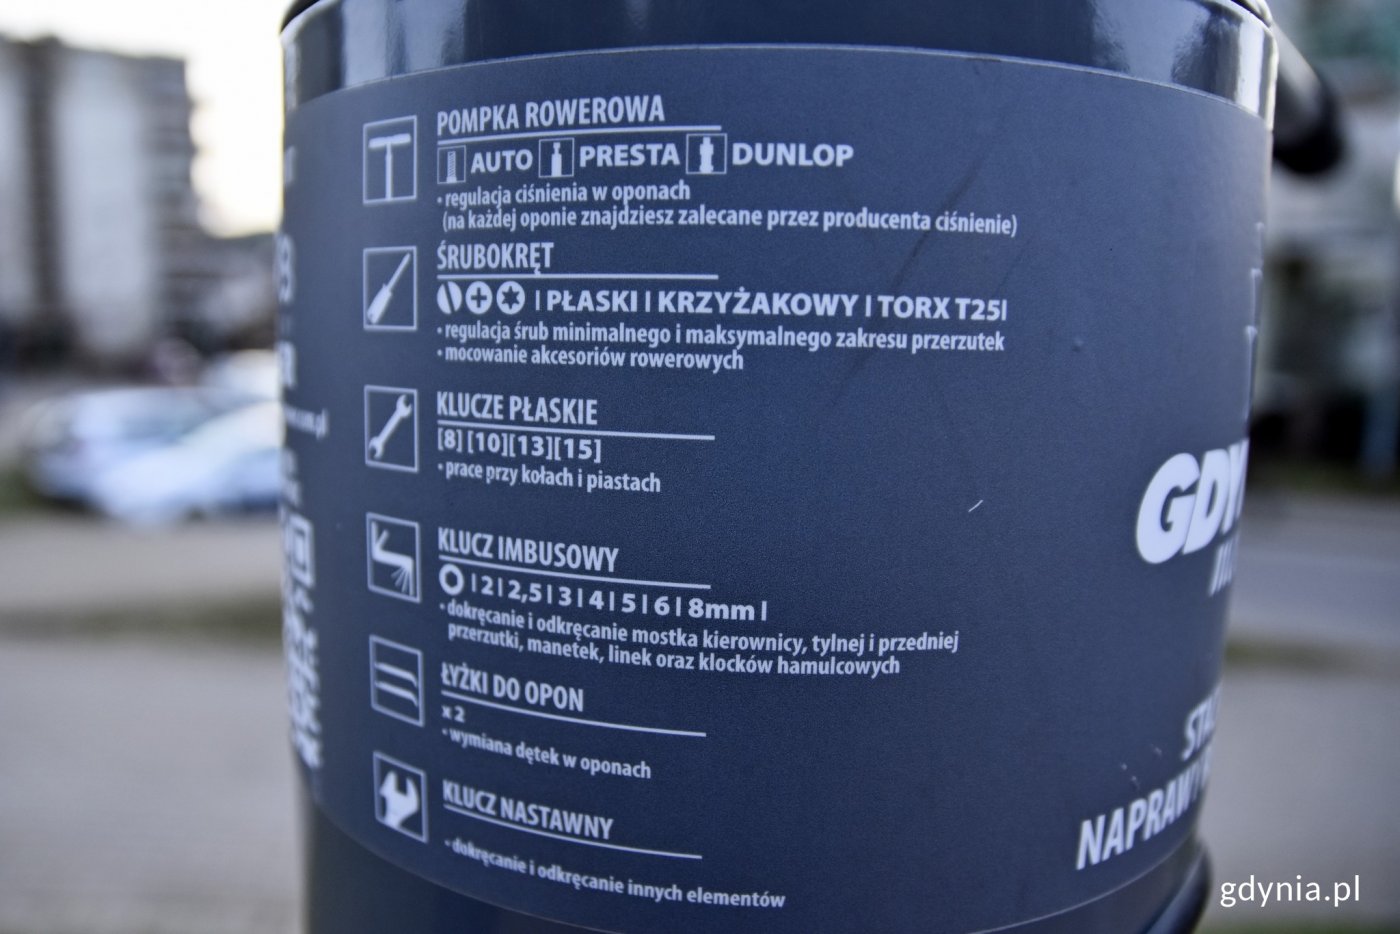 POMPKA ROWEROWA
AUTO PRESTA DUNLOP
• regulacja ciśnienia w oponach
(na każdej oponie znajdziesz zalecane przez producenta ciśnienie)
ŚRUBOKRĘT
| PŁASKI | KRZYŻAKOWY | TORX T25|
• regulacja śrub minimalnego i maksymalnego zakresu przerzutek
• mocowanie akcesoriów rowerowych
KLUCZE PŁASKIE
[8] [10][13][15]
• prace przy kołach i piastach
KLUCZ IMBUSOWY
|2|2,5|3|4|5|6|8mm|
• dokręcanie i odkręcanie mostka kierownicy, tylnej i przedniej
przerzutki, manetek, linek oraz klocków hamulcowych
ŁYŻKI DO OPON
x 2
• wymiana dętek w oponach
KLUCZ NASTAWNY
• dokręcanie i odkręcanie innych elementów
GDY
NAPRAW
gdynia.pl